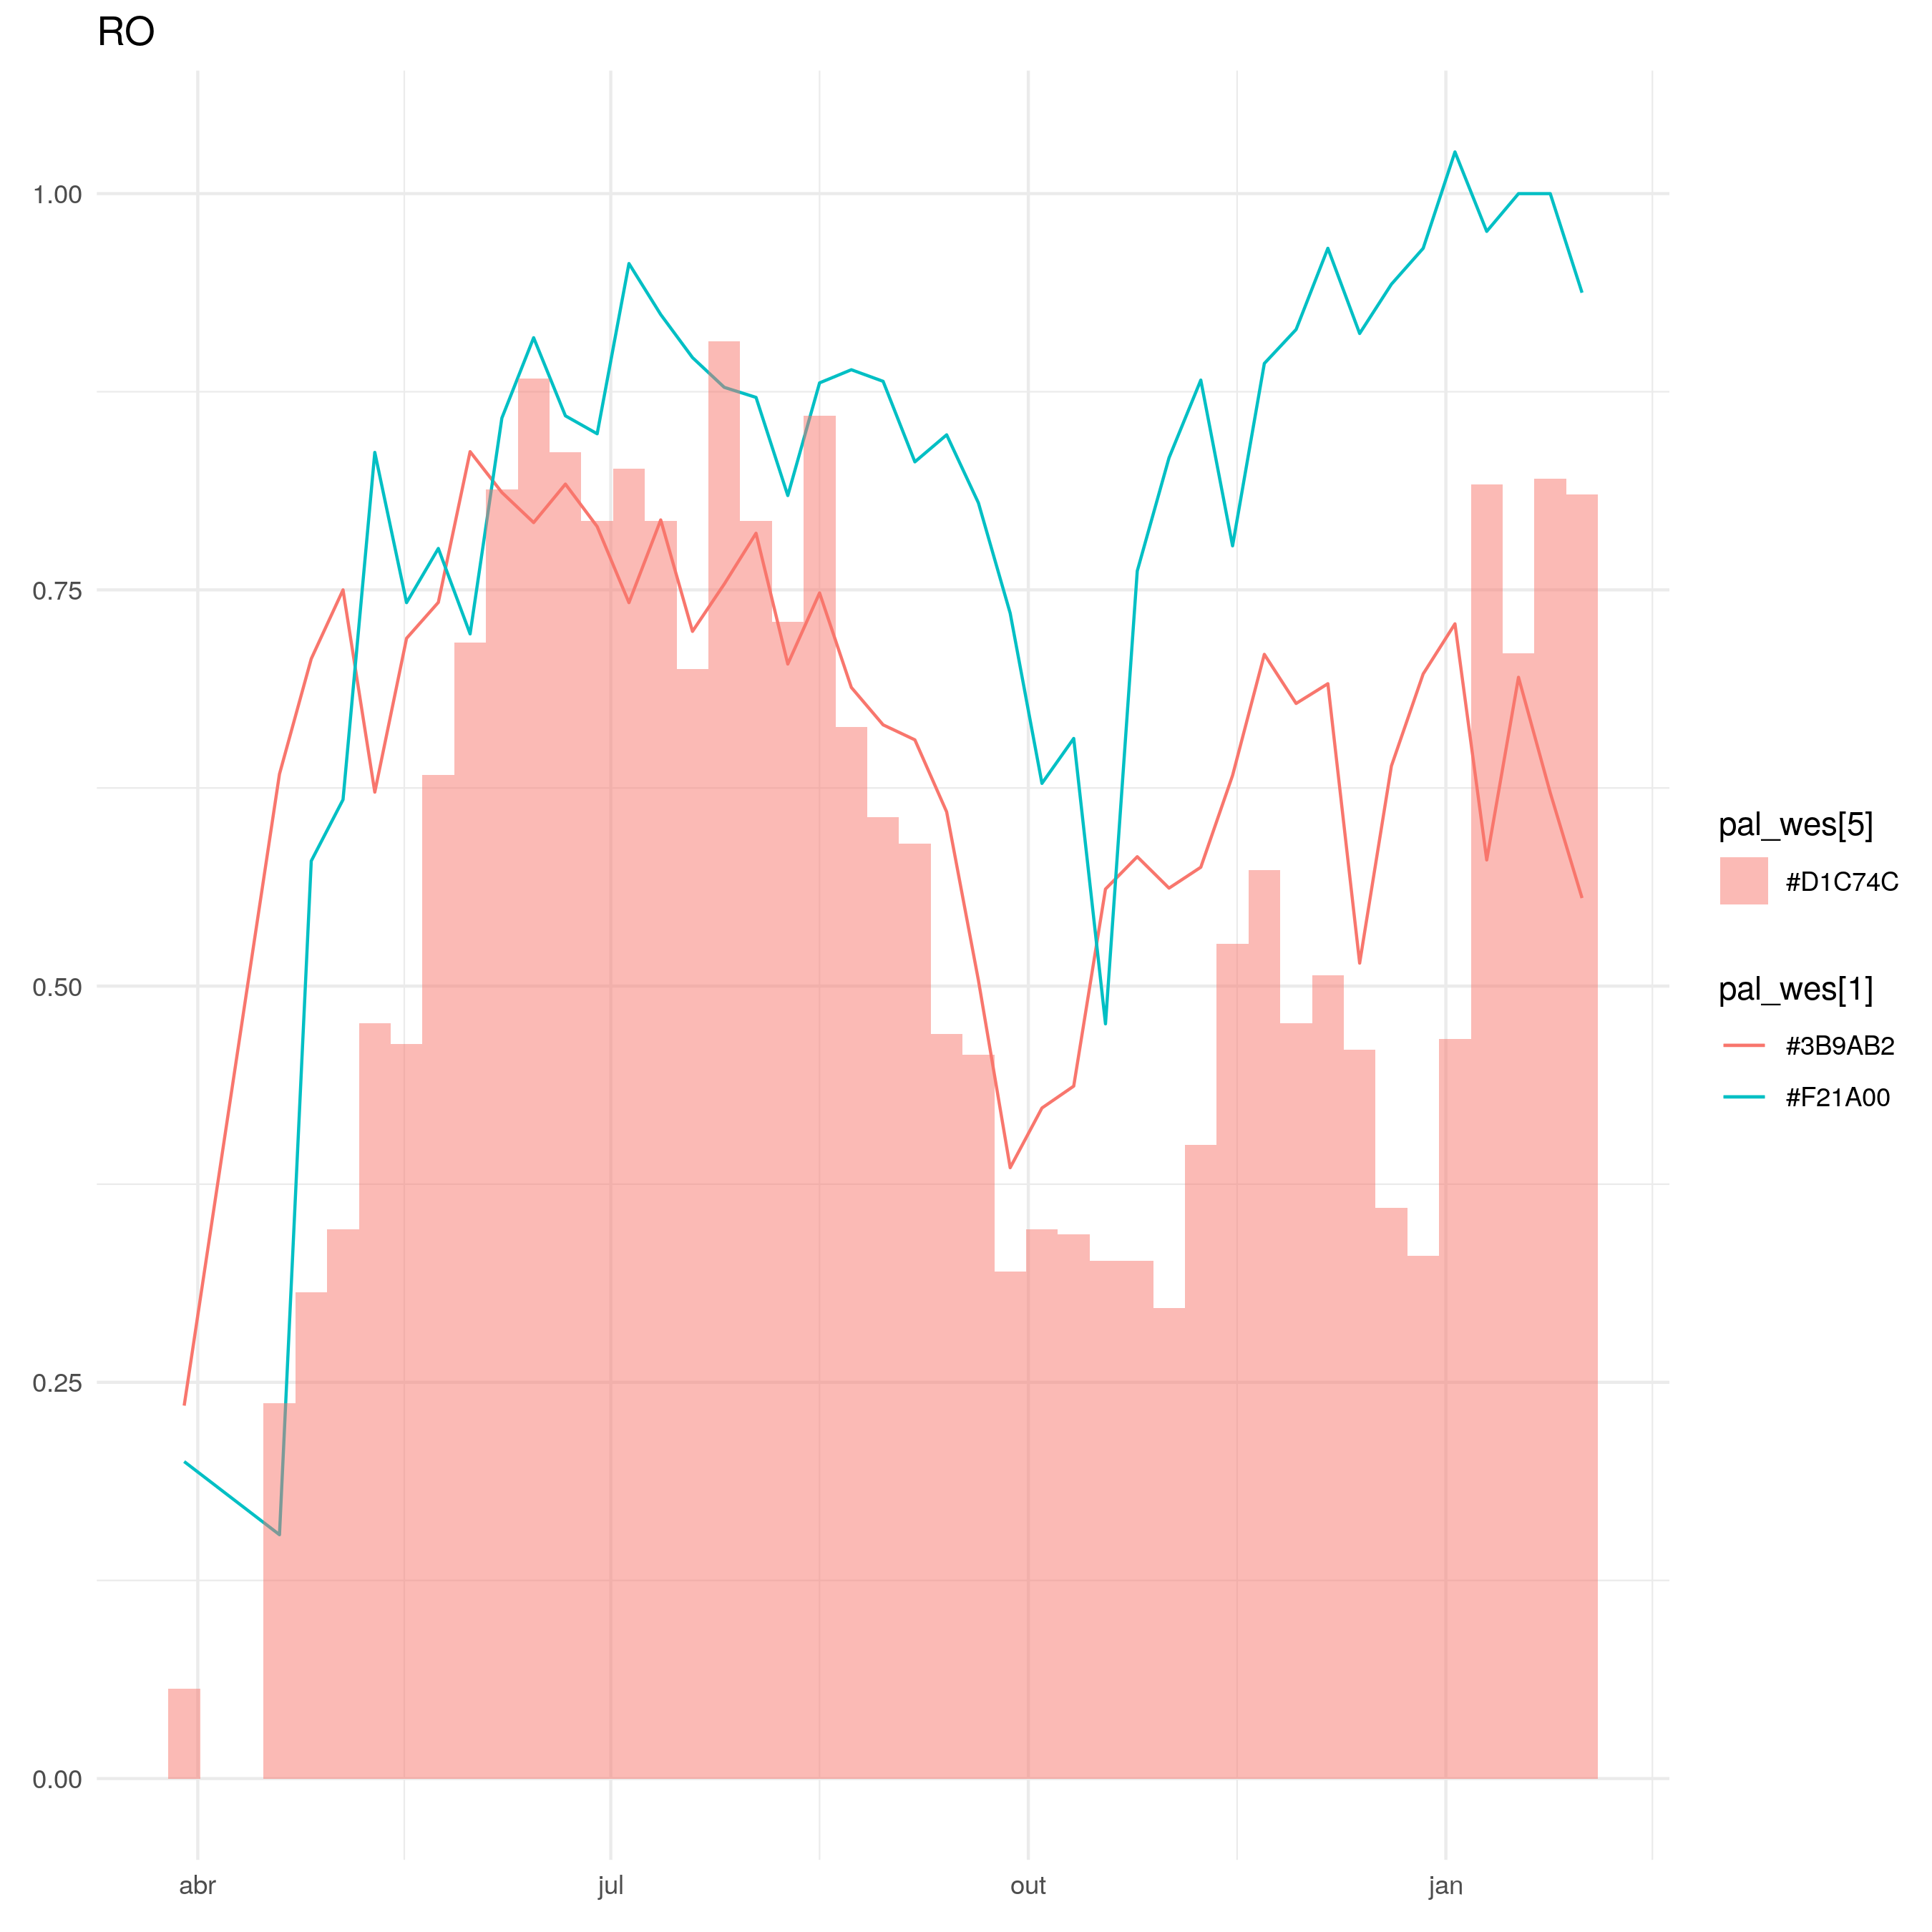 RO
1.00
0.75
0.50
0.25
0.00
abr
jul
out
jan
pal_wes[5]
#D1C74C
pal_wes[1]
#3B9AB2
#F21A00